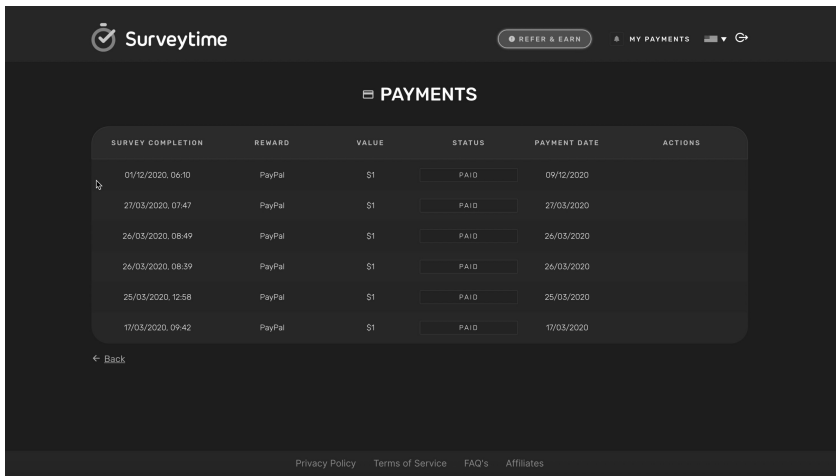 Surveytime
REFER & EARN MY PAYMENTS
PAYMENTS
SURVEY COMPLETION REWARD VALUE STATUS PAYMENT DATE ACTIONS
01/12/2020, 06:10 PayPal $1 PAID 09/12/2020
27/03/2020, 07:47 PayPal $1 PAID 27/03/2020
26/03/2020, 08:49 PayPal $1 PAID 26/03/2020
26/03/2020, 08:39 PayPal $1 PAID 26/03/2020
25/03/2020, 12:58 PayPal $1 PAID 25/03/2020
17/03/2020, 09:42 PayPal $1 PAID 17/03/2020
← Back
Privacy Policy Terms of Service FAQ's Affiliates